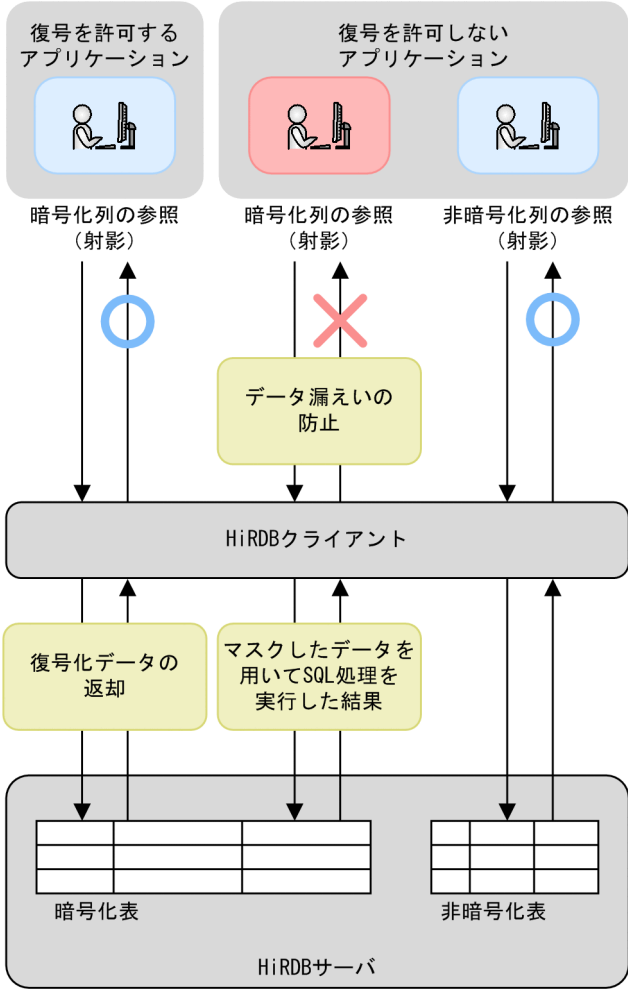 復号を許可する
アプリケーション
復号を許可しない
アプリケーション
暗号化列の参照
（射影）
暗号化列の参照
（射影）
非暗号化列の参照
（射影）
データ漏えいの
防止
HiRDBクライアント
復号化データの
返却
マスクしたデータを
用いてSQL処理を
実行した結果
暗号化表
非暗号化表
HiRDBサーバ